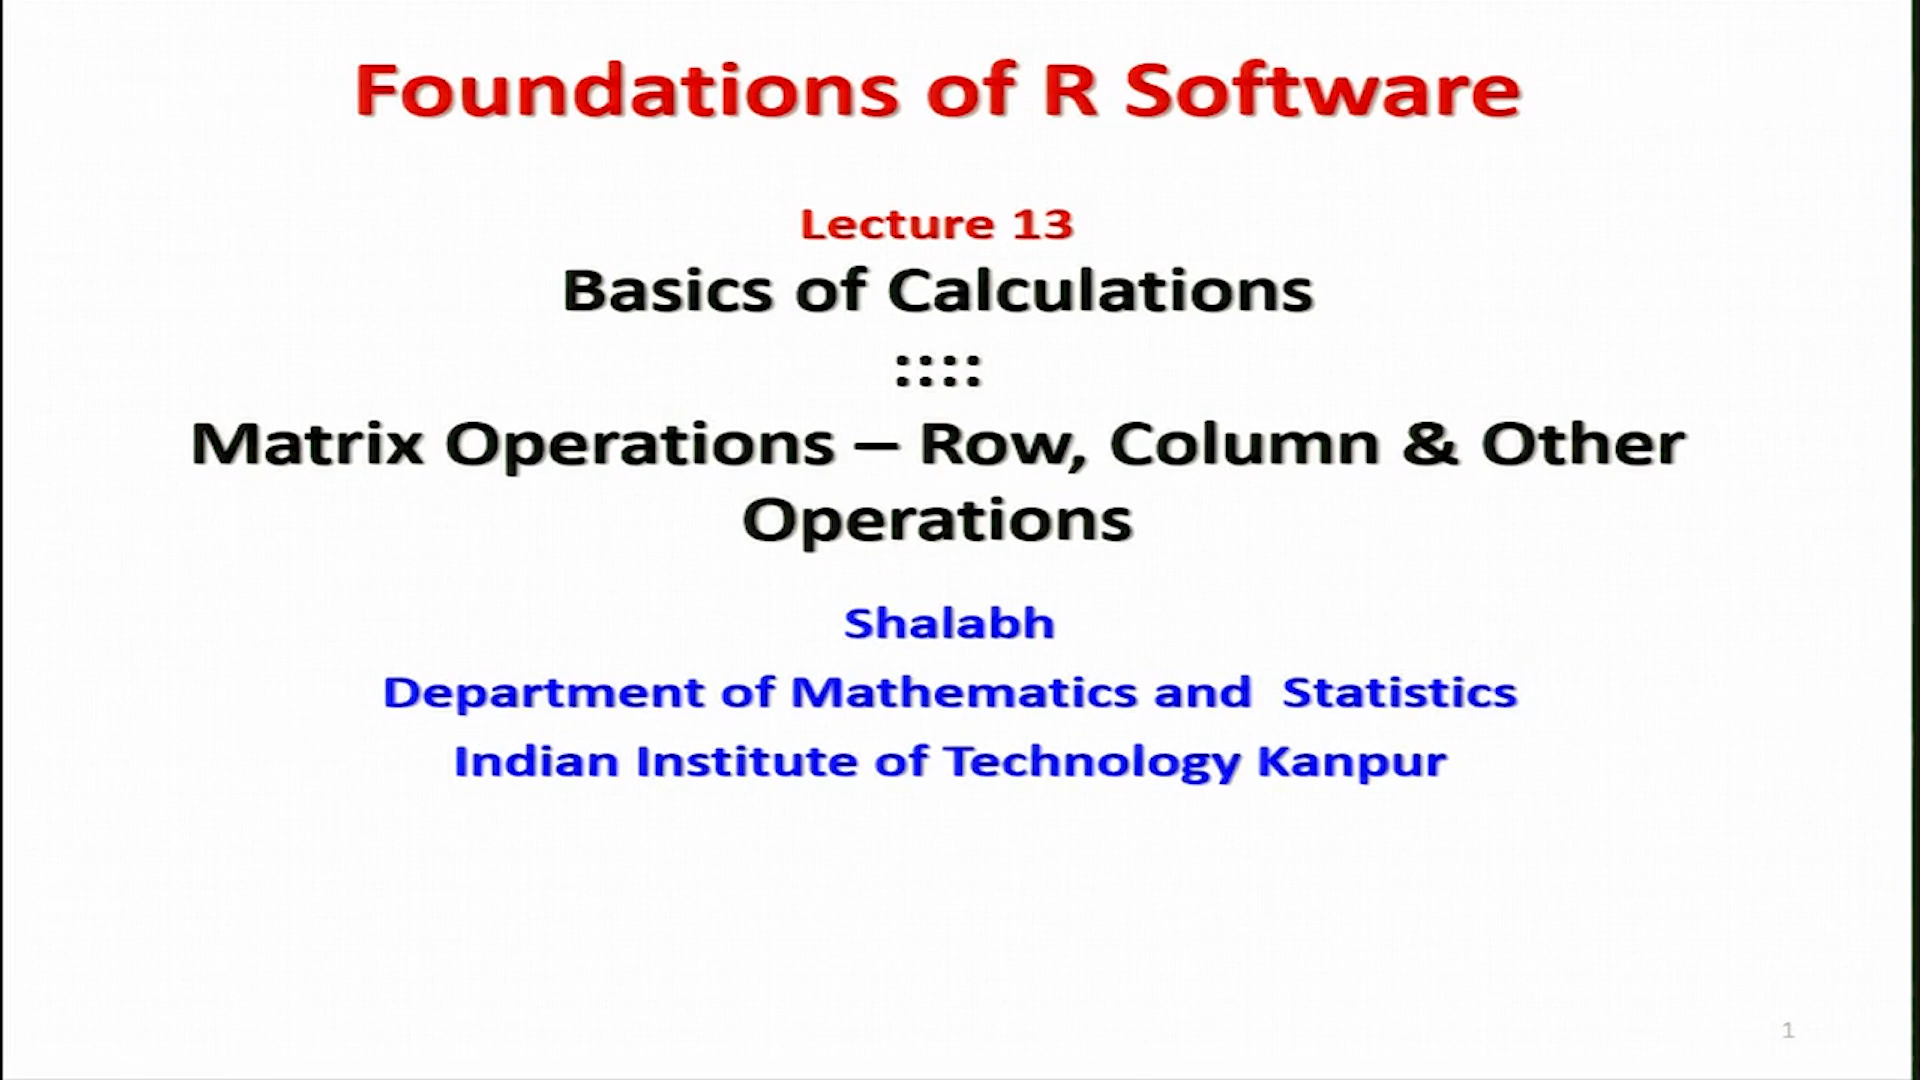 Foundations of R Software
Lecture 13
Basics of Calculations
::::
Matrix Operations – Row, Column & Other
Operations
Shalabh
Department of Mathematics and  Statistics
Indian Institute of Technology Kanpur
1